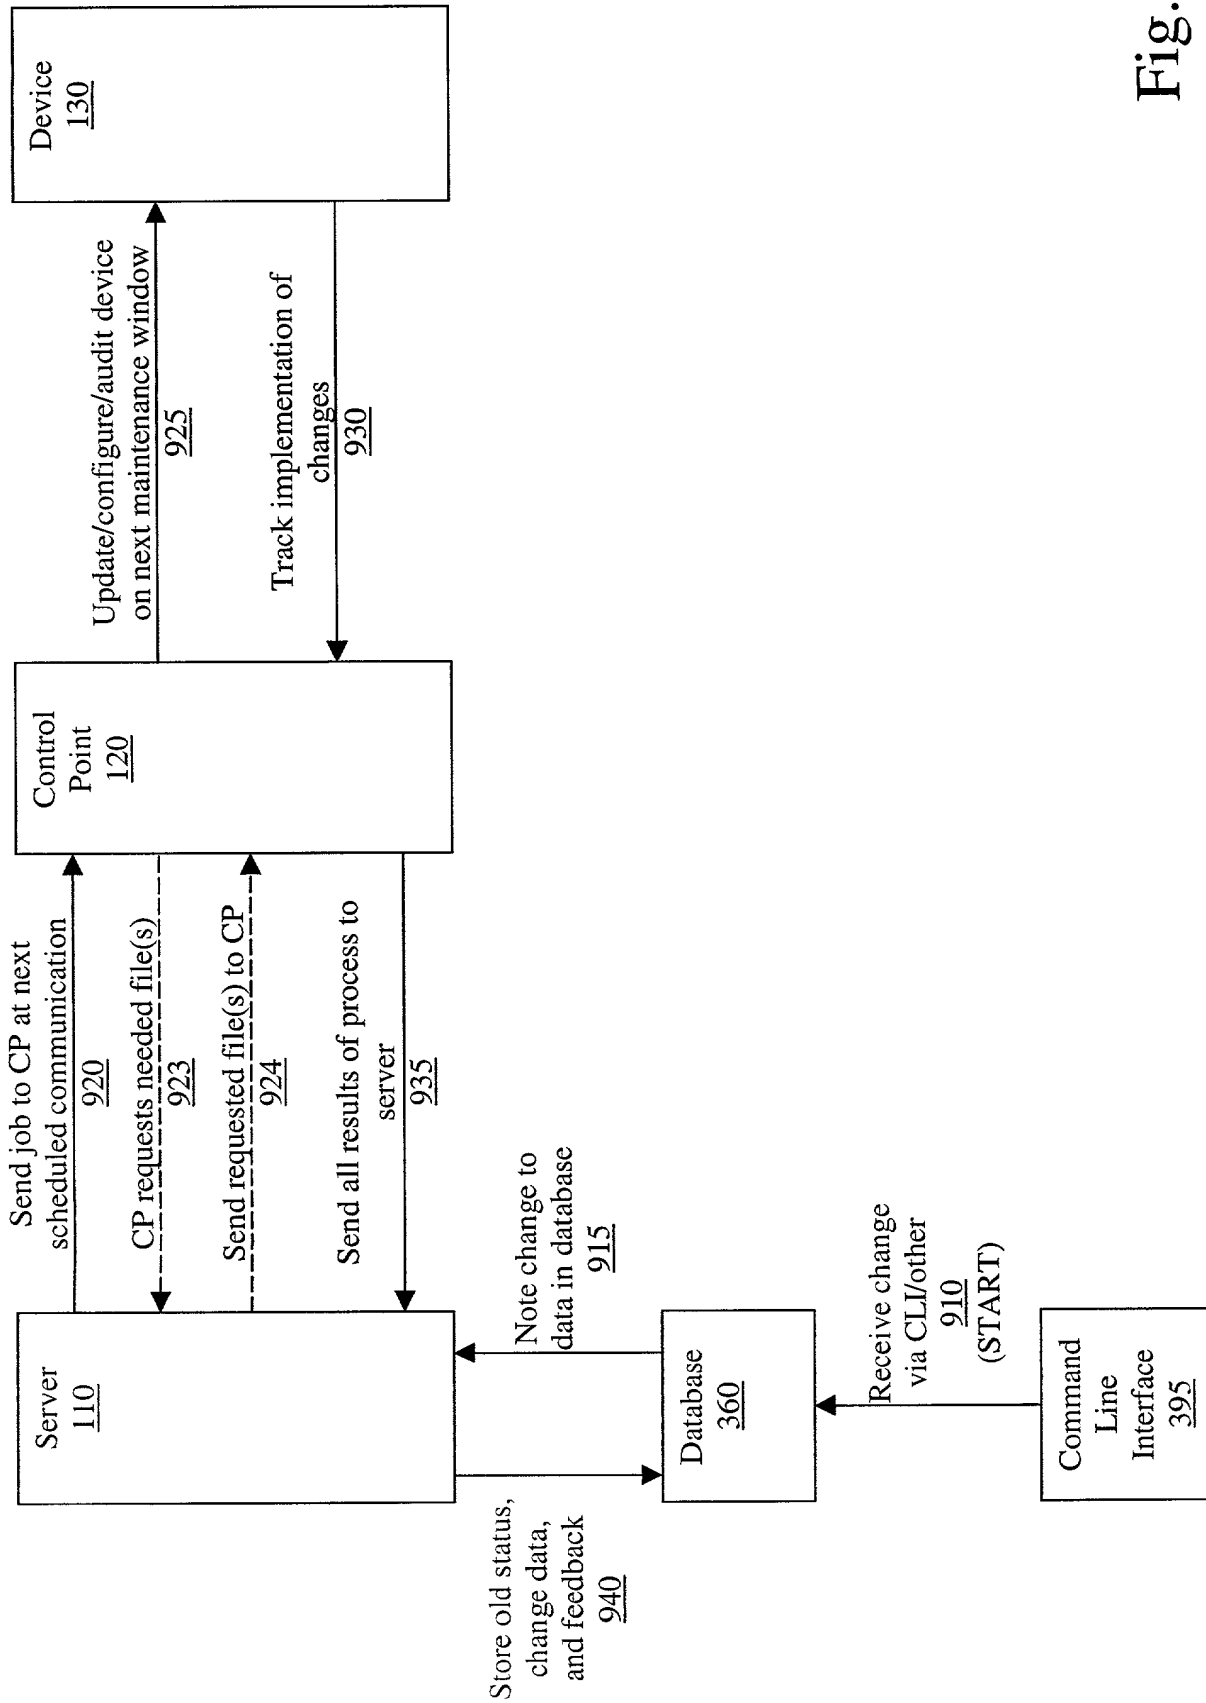 Server
110
Send job to CP at next
scheduled communication
920
CP requests needed file(s)
923
Send requested file(s) to CP
924
Send all results of process to
server
935
Control
Point
120
Update/configure/audit device
on next maintenance window
925
Track implementation of
changes
930
Device
130
Store old status,
change data,
and feedback
940
Note change to
data in database
915
Database
360
Receive change
via CLI/other
910
(START)
Command
Line
Interface
395
Fig.